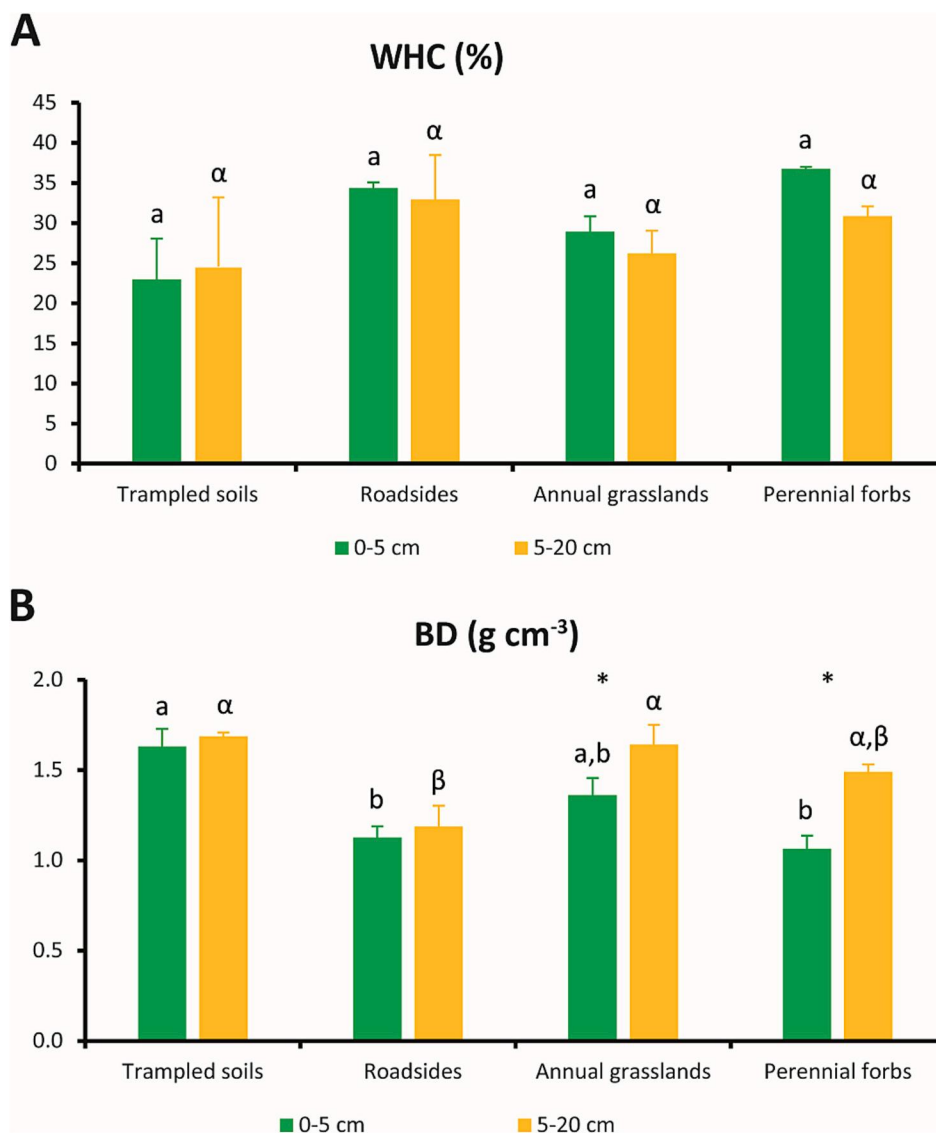 A
WHC (%)
45
40
35
30
25
20
15
10
5
0
a
α
a
α
a
α
a
α
Trampled soils
Roadsides
Annual grasslands
Perennial forbs
0-5 cm
5-20 cm
B
BD (g cm⁻³)
2.0
1.5
1.0
0.5
0.0
a
α
b
β
*
a,b
α
*
b
α,β
Trampled soils
Roadsides
Annual grasslands
Perennial forbs
0-5 cm
5-20 cm